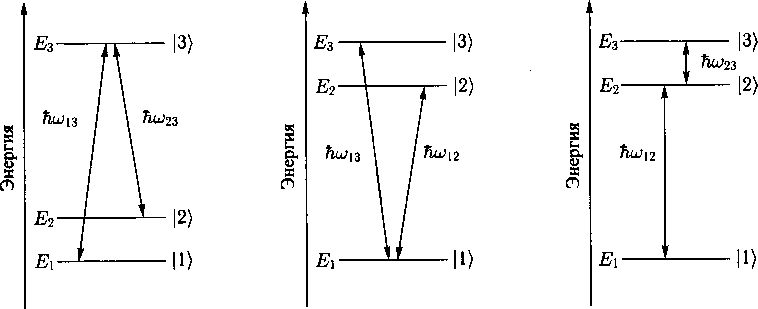 E₃ |3⟩
ħω₁₃ ħω₂₃
E₂ |2⟩
E₁ |1⟩
Энергия
E₃ |3⟩
E₂ |2⟩
ħω₁₃ ħω₁₂
E₁ |1⟩
Энергия
E₃ |3⟩
ħω₂₃
E₂ |2⟩
ħω₁₂
E₁ |1⟩
Энергия